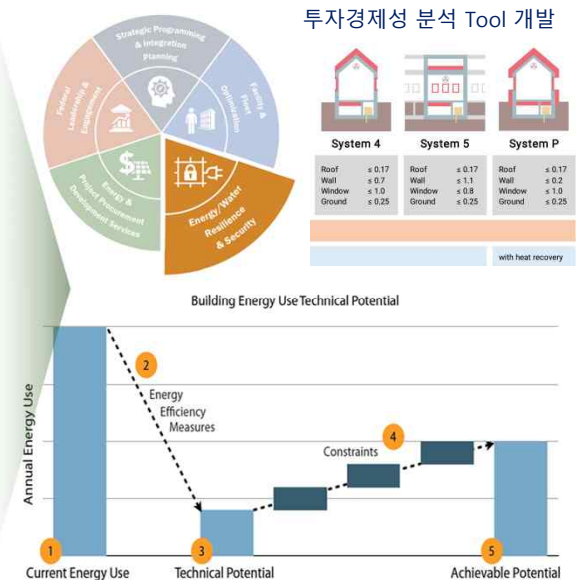 투자경제성 분석 Tool 개발
Strategic Programming
& Integration
Planning
Federal
Leadership &
Engagement
Facility &
Fleet
Optimization
Energy &
Project Procurement
Development Services
Energy/Water
Resilience
& Security
System 4
System 5
System P
Roof ≤ 0.17
Wall ≤ 0.7
Window ≤ 1.0
Ground ≤ 0.25
Roof ≤ 0.17
Wall ≤ 1.1
Window ≤ 0.8
Ground ≤ 0.25
Roof ≤ 0.17
Wall ≤ 0.2
Window ≤ 1.0
Ground ≤ 0.25
with heat recovery
Building Energy Use Technical Potential
Annual Energy Use
2
Energy
Efficiency
Measures
4
Constraints
1
3
5
Current Energy Use
Technical Potential
Achievable Potential